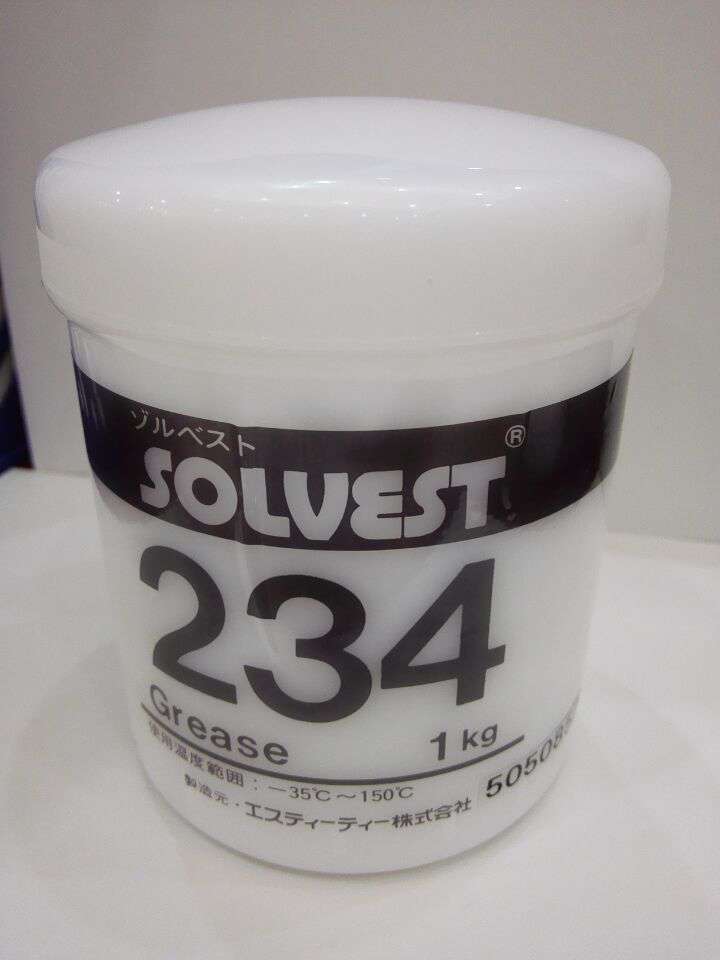 ゾルベスト
SOLVEST®
234
Grease 1kg
使用温度範囲：－35℃～150℃
製造元・エスティーティー株式会社